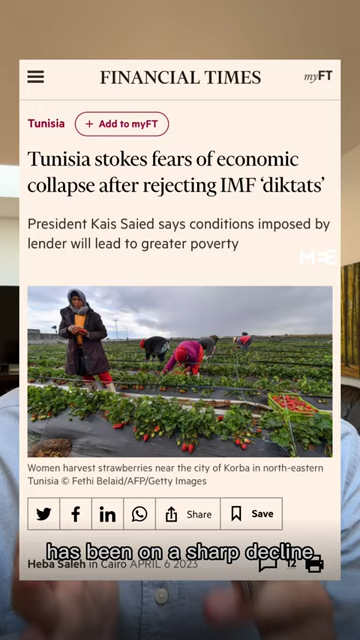 FINANCIAL TIMES
myFT
Tunisia
+ Add to myFT
Tunisia stokes fears of economic
collapse after rejecting IMF ‘diktats’
President Kais Saied says conditions imposed by
lender will lead to greater poverty
MEE
Women harvest strawberries near the city of Korba in north-eastern
Tunisia © Fethi Belaid/AFP/Getty Images
Share
Save
has been on a sharp decline
Heba Saleh in Cairo APRIL 6 2023
12